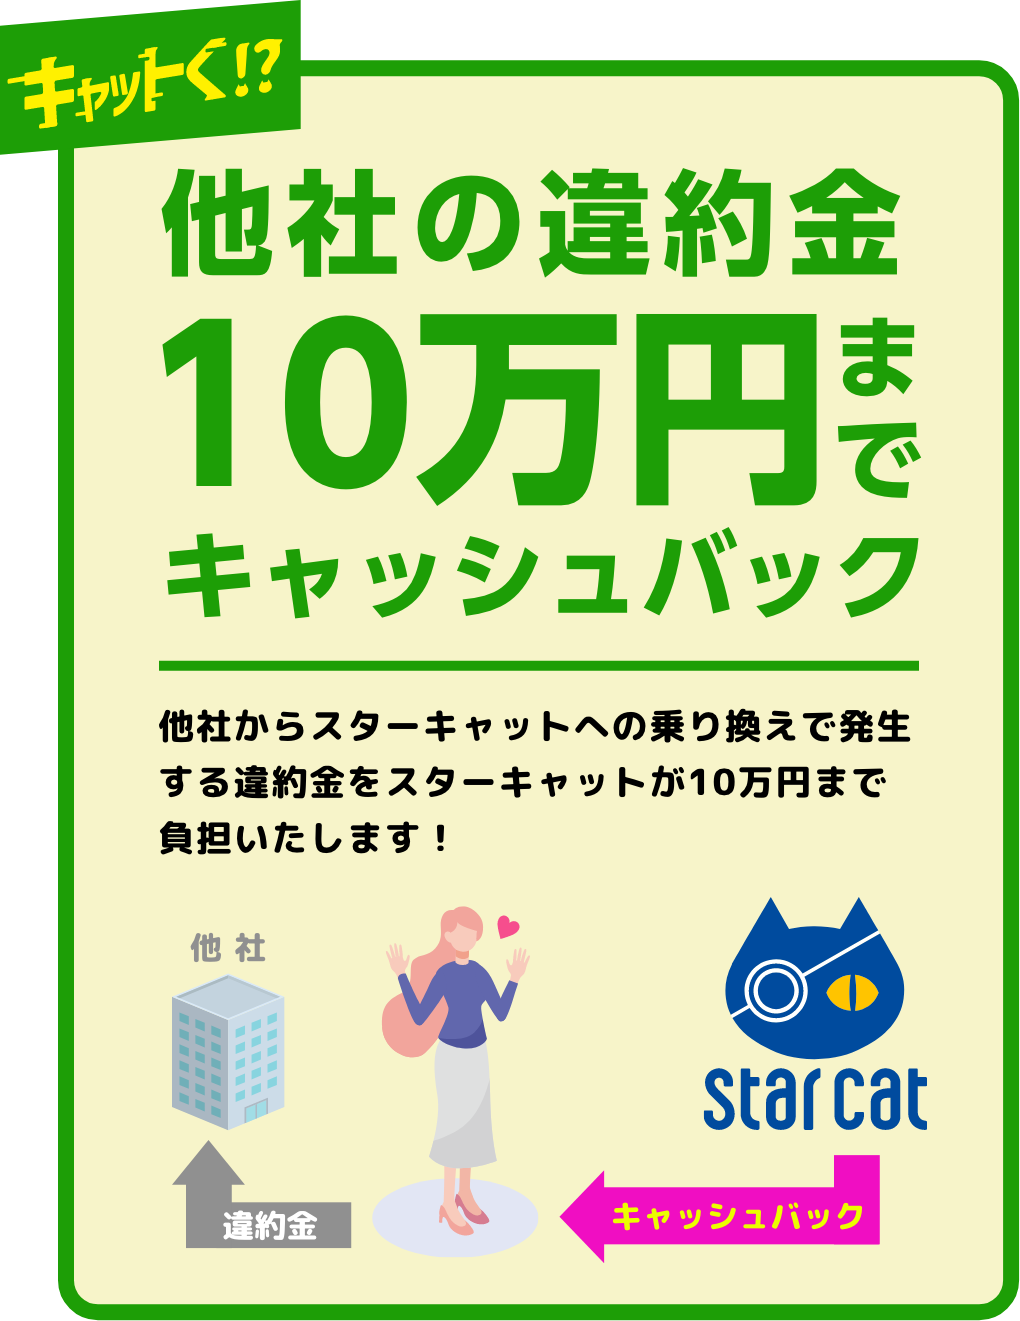 キャットく!?
他社の違約金
10万円まで
キャッシュバック
他社からスターキャットへの乗り換えで発生
する違約金をスターキャットが10万円まで
負担いたします！
他 社
star cat
違約金
キャッシュバック